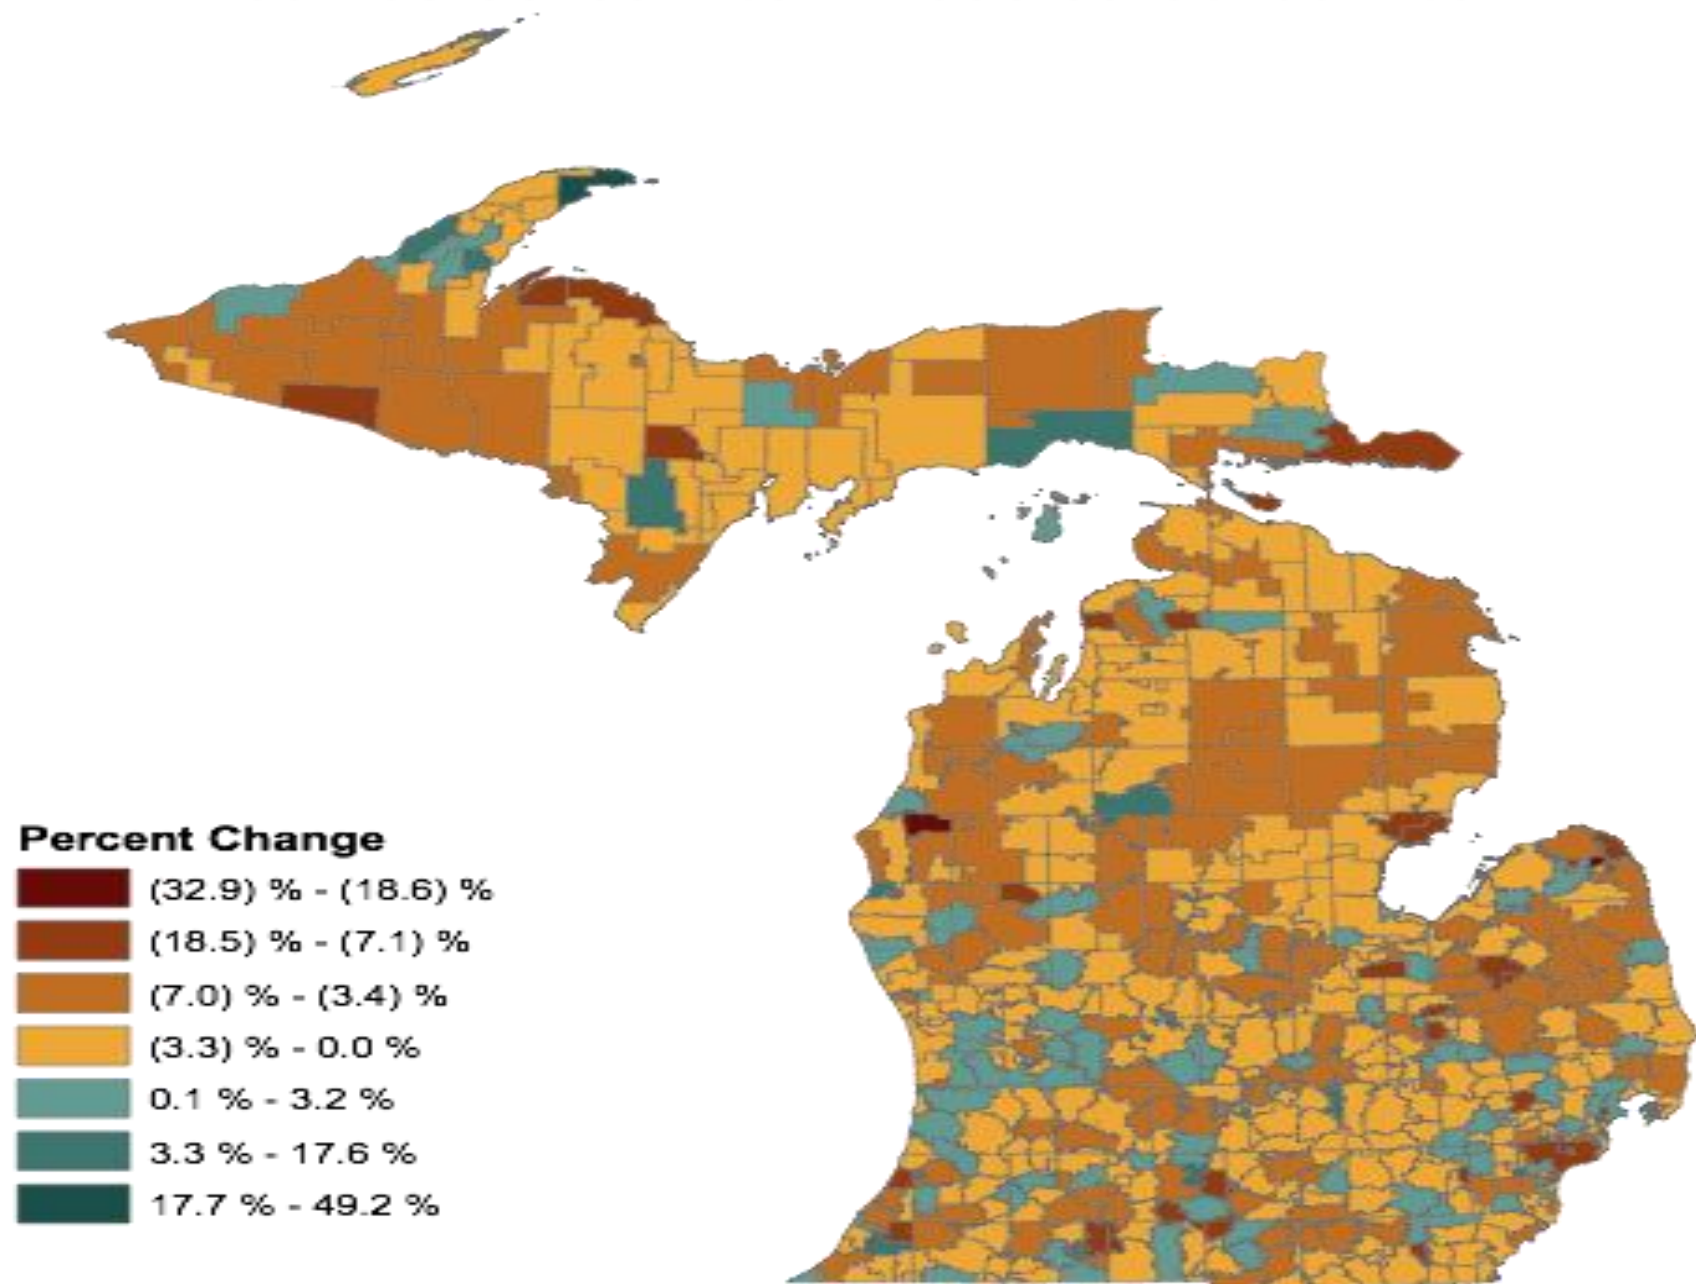 Percent Change
(32.9) % - (18.6) %
(18.5) % - (7.1) %
(7.0) % - (3.4) %
(3.3) % - 0.0 %
0.1 % - 3.2 %
3.3 % - 17.6 %
17.7 % - 49.2 %